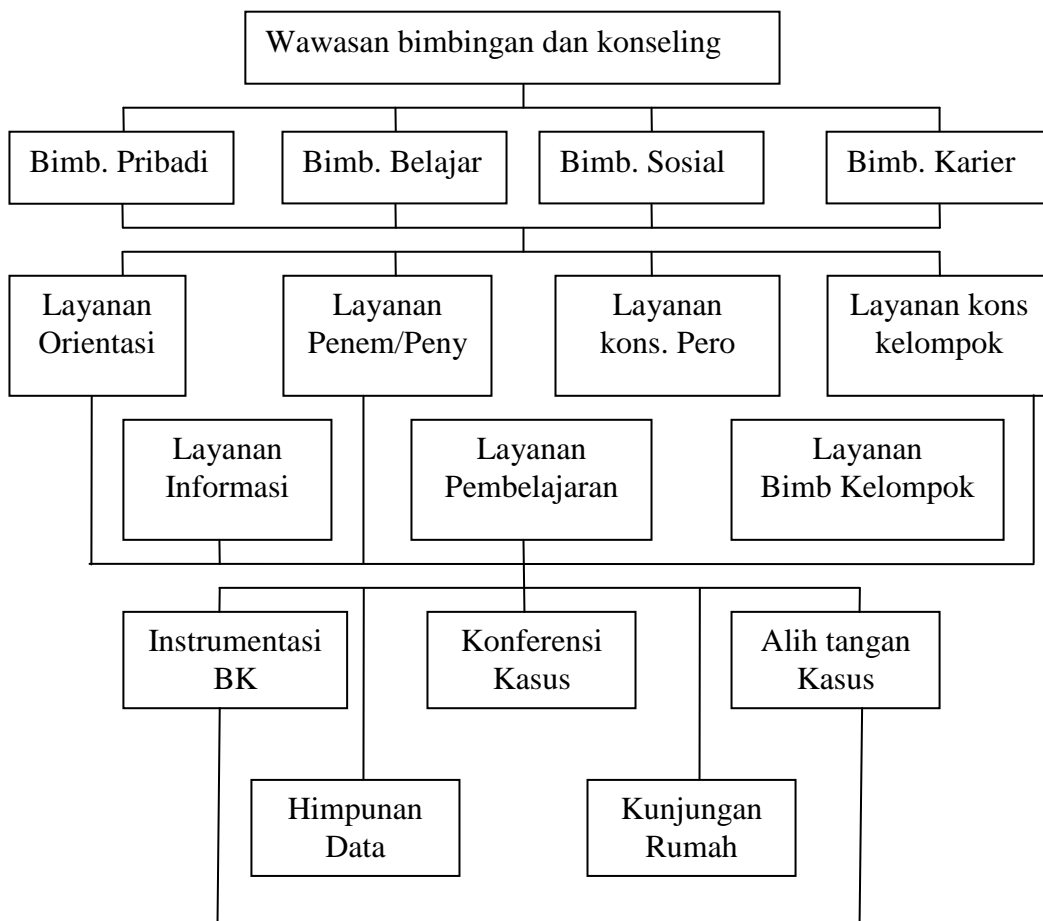 Wawasan bimbingan dan konseling
Bimb. Pribadi
Bimb. Belajar
Bimb. Sosial
Bimb. Karier
Layanan
Orientasi
Layanan
Penem/Peny
Layanan
kons. Pero
Layanan kons
kelompok
Layanan
Informasi
Layanan
Pembelajaran
Layanan
Bimb Kelompok
Instrumentasi
BK
Konferensi
Kasus
Alih tangan
Kasus
Himpunan
Data
Kunjungan
Rumah